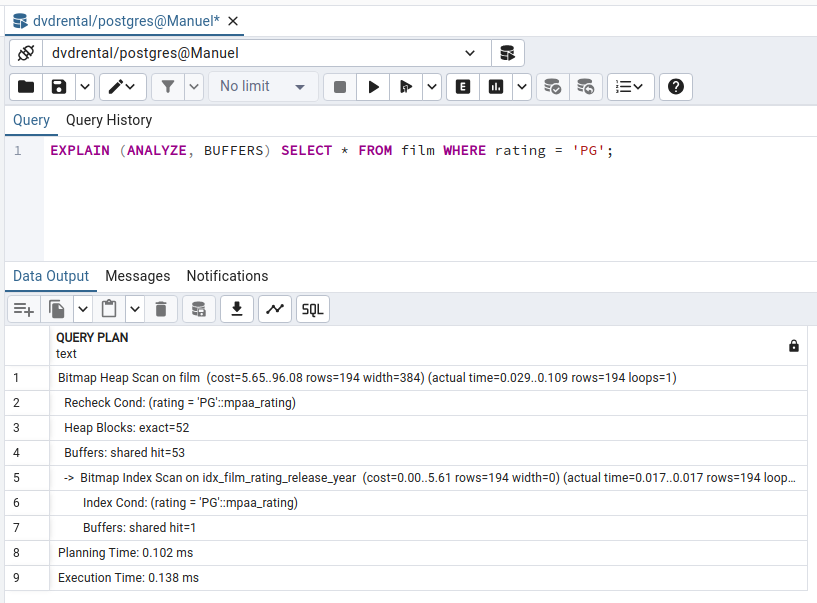 dvdrental/postgres@Manuel*
dvdrental/postgres@Manuel
No limit
E
Query Query History
1 EXPLAIN (ANALYZE, BUFFERS) SELECT * FROM film WHERE rating = 'PG';
Data Output Messages Notifications
SQL
QUERY PLAN
text
1 Bitmap Heap Scan on film (cost=5.65..96.08 rows=194 width=384) (actual time=0.029..0.109 rows=194 loops=1)
2 Recheck Cond: (rating = 'PG'::mpaa_rating)
3 Heap Blocks: exact=52
4 Buffers: shared hit=53
5 -> Bitmap Index Scan on idx_film_rating_release_year (cost=0.00..5.61 rows=194 width=0) (actual time=0.017..0.017 rows=194 loop...
6 Index Cond: (rating = 'PG'::mpaa_rating)
7 Buffers: shared hit=1
8 Planning Time: 0.102 ms
9 Execution Time: 0.138 ms